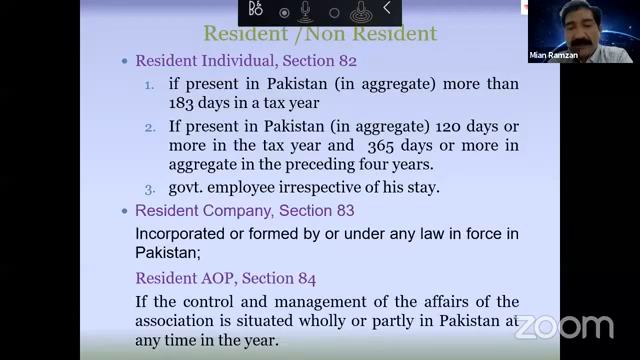 Resident /Non Resident
Resident Individual, Section 82
1. if present in Pakistan (in aggregate) more than
183 days in a tax year
2. If present in Pakistan (in aggregate) 120 days or
more in the tax year and 365 days or more in
aggregate in the preceding four years.
3. govt. employee irrespective of his stay.
Resident Company, Section 83
Incorporated or formed by or under any law in force in
Pakistan;
Resident AOP, Section 84
If the control and management of the affairs of the
association is situated wholly or partly in Pakistan at
any time in the year.
Mian Ramzan
zoom